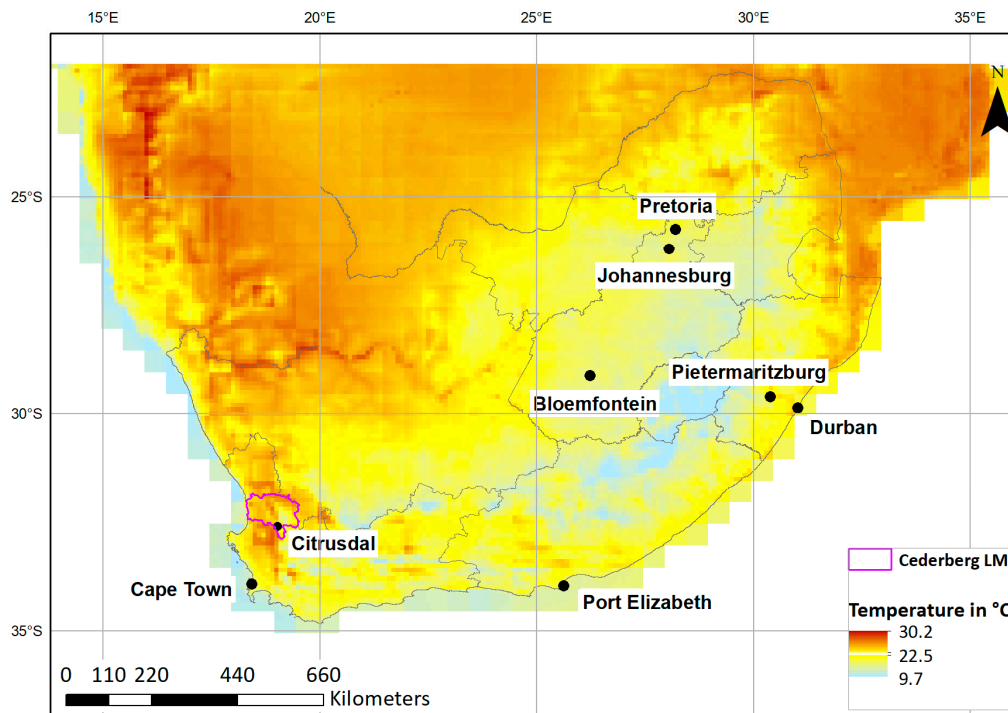 15°E 20°E 25°E 30°E 35°E
N
25°S
Pretoria
Johannesburg
Pietermaritzburg
Bloemfontein
30°S
Durban
Citrusdal
Cederberg LM
Cape Town
Port Elizabeth
Temperature in °C
35°S
30.2
22.5
9.7
0 110 220 440 660
Kilometers